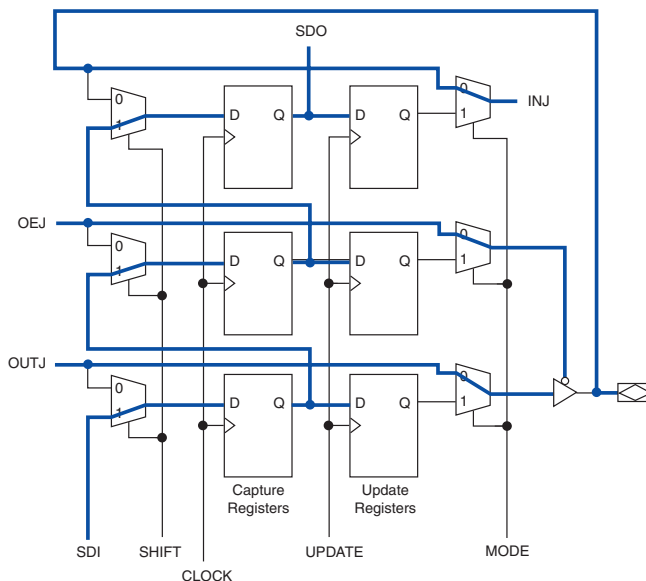 SDO
0
1
D Q
D Q
0
1
INJ
OEJ
0
1
D Q
D Q
0
1
OUTJ
0
1
D Q
D Q
0
1
Capture
Registers
Update
Registers
SDI
SHIFT
CLOCK
UPDATE
MODE